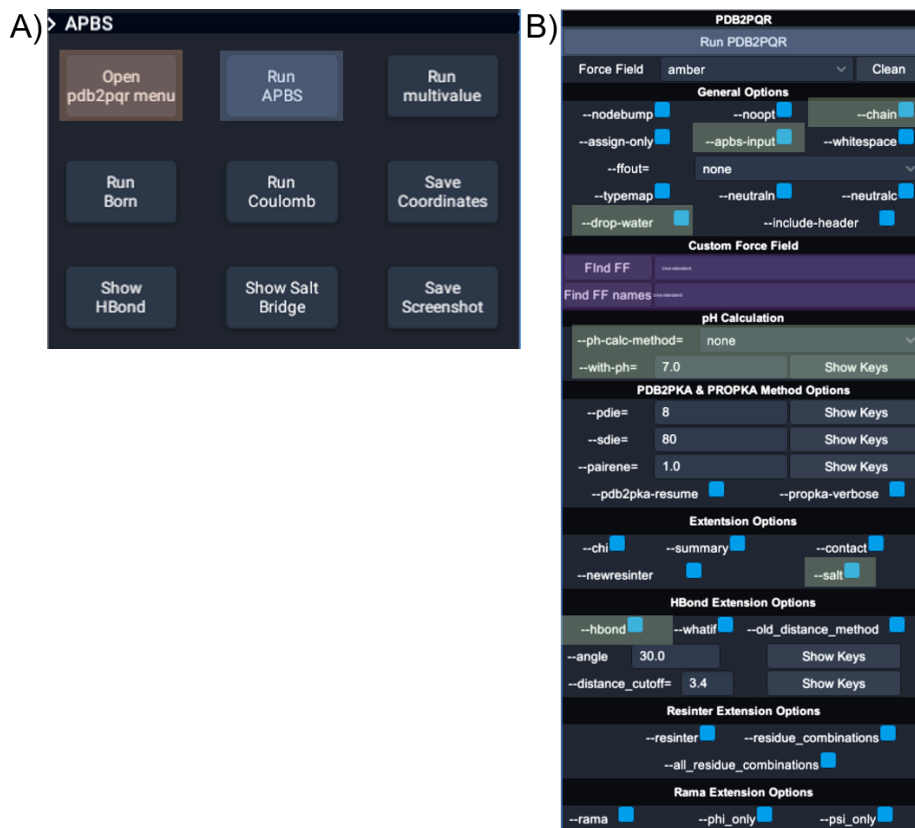 A)
> APBS
Open
pdb2pqr menu
Run
APBS
Run
multivalue
Run
Born
Run
Coulomb
Save
Coordinates
Show
HBond
Show Salt
Bridge
Save
Screenshot
B)
PDB2PQR
Run PDB2PQR
Force Field amber Clean
General Options
--nodebump --noopt --chain
--assign-only --apbs-input --whitespace
--ffout= none
--typemap --neutraln --neutralc
--drop-water --include-header
Custom Force Field
FInd FF Use standard
Find FF names Use standard
pH Calculation
--ph-calc-method= none
--with-ph= 7.0 Show Keys
PDB2PKA & PROPKA Method Options
--pdie= 8 Show Keys
--sdie= 80 Show Keys
--pairene= 1.0 Show Keys
--pdb2pka-resume --propka-verbose
Extentsion Options
--chi --summary --contact
--newresinter --salt
HBond Extension Options
--hbond --whatif --old_distance_method
--angle 30.0 Show Keys
--distance_cutoff= 3.4 Show Keys
Resinter Extension Options
--resinter --residue_combinations
--all_residue_combinations
Rama Extension Options
--rama --phi_only --psi_only